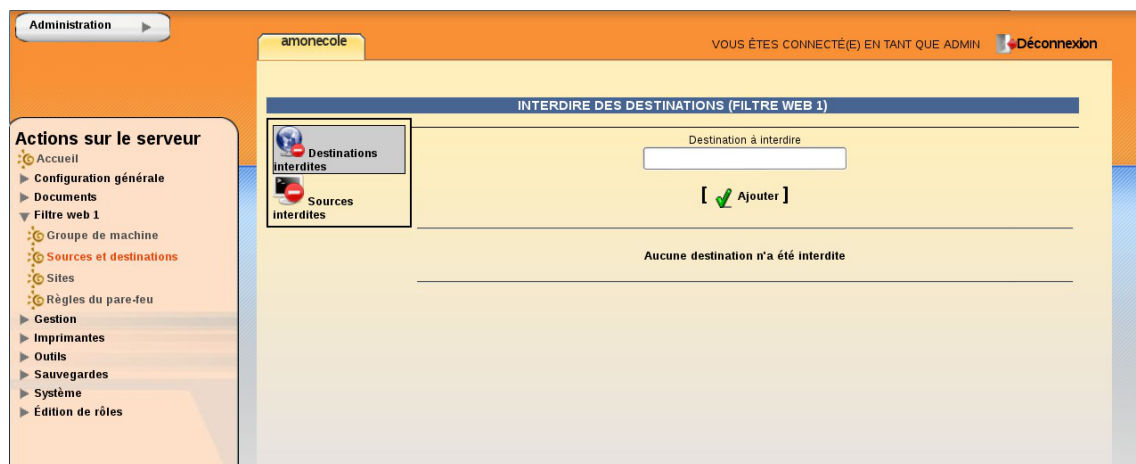 Administration
amonecole
VOUS ÊTES CONNECTÉ(E) EN TANT QUE ADMIN
Déconnexion
Actions sur le serveur
Accueil
Configuration générale
Documents
Filtre web 1
Groupe de machine
Sources et destinations
Sites
Règles du pare-feu
Gestion
Imprimantes
Outils
Sauvegardes
Système
Édition de rôles
INTERDIRE DES DESTINATIONS (FILTRE WEB 1)
Destinations
interdites
Sources
interdites
Destination à interdire
[ Ajouter ]
Aucune destination n'a été interdite